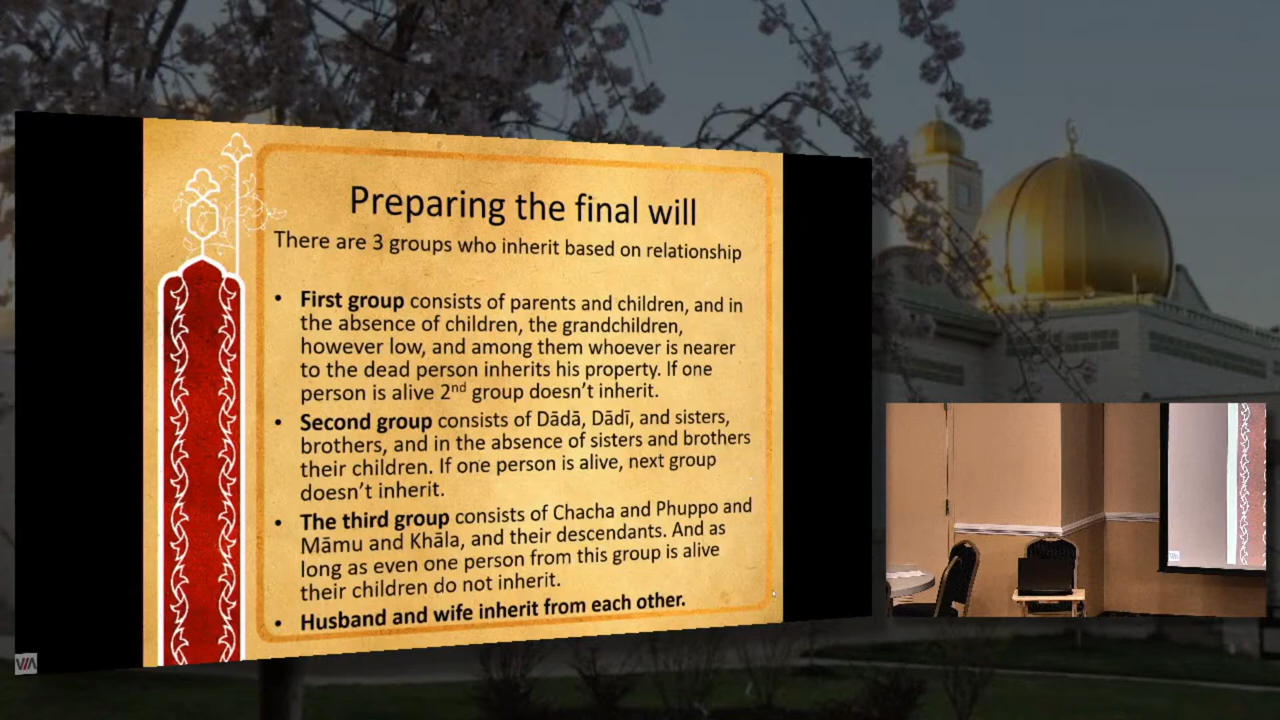 Preparing the final will
There are 3 groups who inherit based on relationship
• First group consists of parents and children, and in
the absence of children, the grandchildren,
however low, and among them whoever is nearer
to the dead person inherits his property. If one
person is alive 2nd group doesn't inherit.
• Second group consists of Dādā, Dādī, and sisters,
brothers, and in the absence of sisters and brothers
their children. If one person is alive, next group
doesn't inherit.
• The third group consists of Chacha and Phuppo and
Māmu and Khāla, and their descendants. And as
long as even one person from this group is alive
their children do not inherit.
• Husband and wife inherit from each other.
VIA